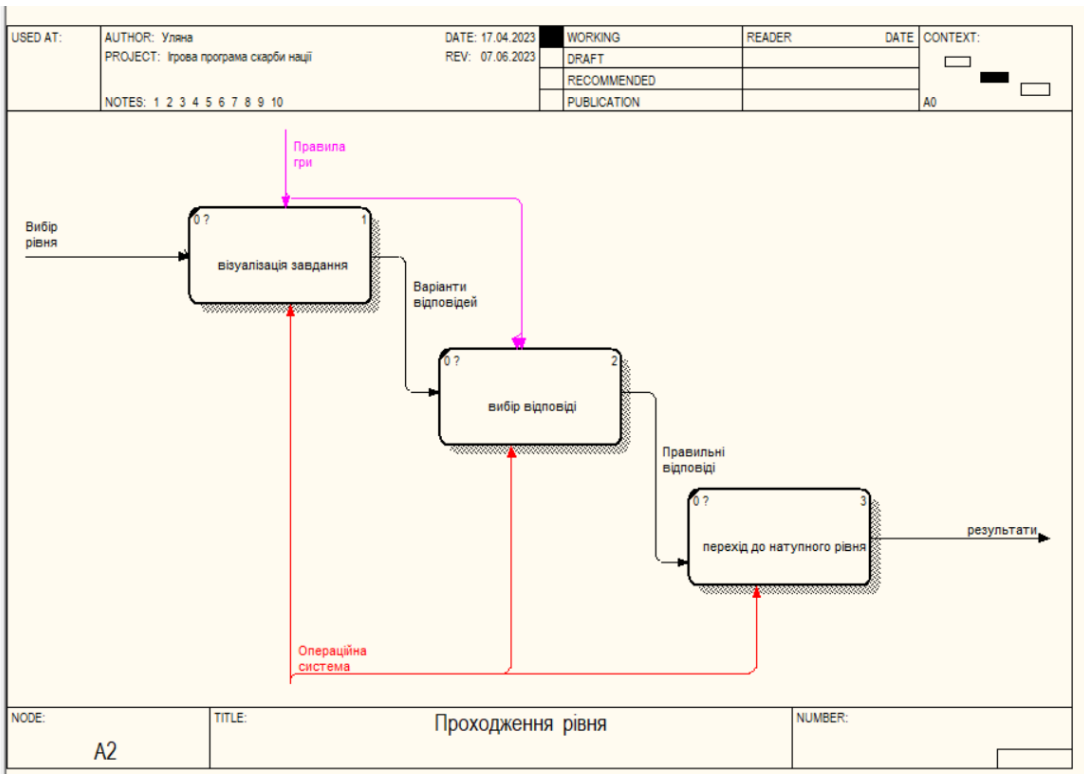 USED AT:
AUTHOR: Уляна
DATE: 17.04.2023
PROJECT: Ігрова програма скарби нації
REV: 07.06.2023
NOTES: 1 2 3 4 5 6 7 8 9 10
WORKING
DRAFT
RECOMMENDED
PUBLICATION
READER
DATE
CONTEXT:
A0
Правила
гри
Вибір
рівня
0 ?
1
візуалізація завдання
Варіанти
відповідей
0 ?
2
вибір відповіді
Правильні
відповіді
0 ?
3
перехід до натупного рівня
результати
Операційна
система
NODE:
A2
TITLE:
Проходження рівня
NUMBER: